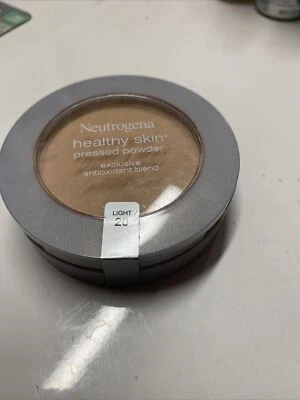 Neutrogena
healthy skin®
pressed powder
exclusive
antioxidant blend
LIGHT
20